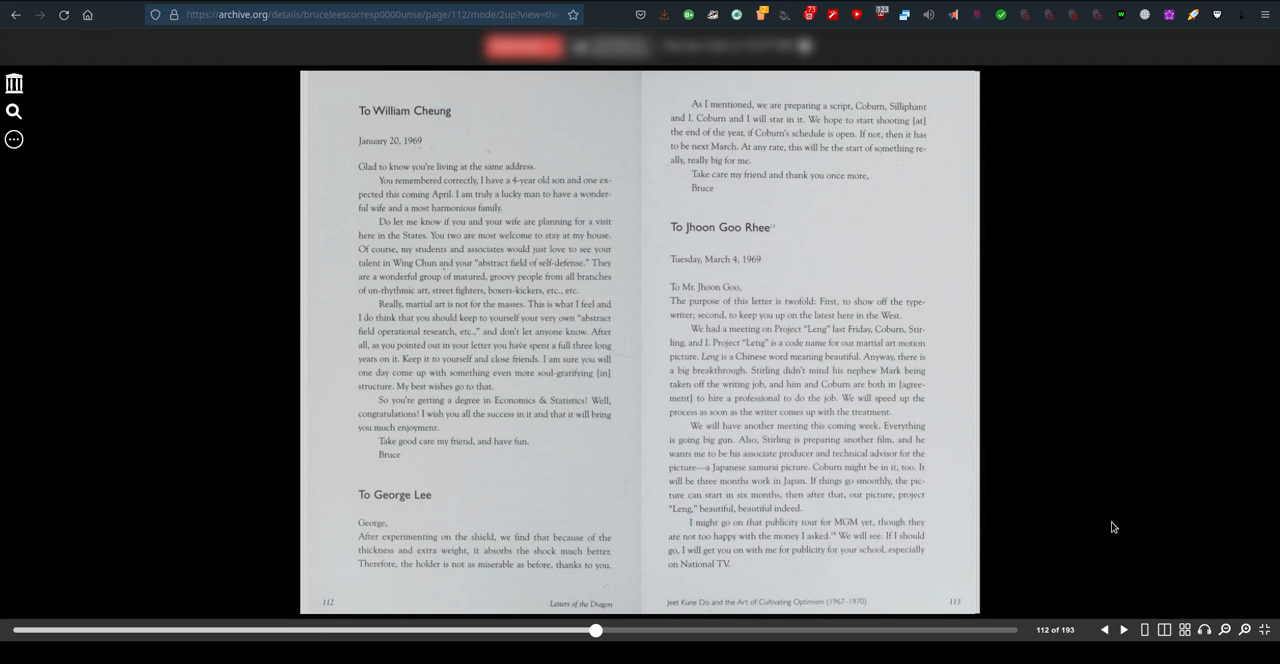 https://archive.org/details/bruceleescorresp0000unse/page/112/mode/2up?view=the
73
123
To William Cheung
January 20, 1969
Glad to know you're living at the same address.
You remembered correctly, I have a 4-year old son and one ex-
pected this coming April. I am truly a lucky man to have a wonder-
ful wife and a most harmonious family.
Do let me know if you and your wife are planning for a visit
here in the States. You two are most welcome to stay at my house.
Of course, my students and associates would just love to see your
talent in Wing Chun and your "abstract field of self-defense." They
are a wonderful group of matured, groovy people from all branches
of un-rhythmic art, street fighters, boxers-kickers, etc., etc.
Really, martial art is not for the masses. This is what I feel and
I do think that you should keep to yourself your very own "abstract
field operational research, etc.," and don't let anyone know. After
all, as you pointed out in your letter you have spent a full three long
years on it. Keep it to yourself and close friends. I am sure you will
one day come up with something even more soul-gratifying [in]
structure. My best wishes go to that.
So you're getting a degree in Economics & Statistics! Well,
congratulations! I wish you all the success in it and that it will bring
you much enjoyment.
Take good care my friend, and have fun.
Bruce
To George Lee
George,
After experimenting on the shield, we find that because of the
thickness and extra weight, it absorbs the shock much better.
Therefore, the holder is not as miserable as before, thanks to you.
112
Letters of the Dragon
As I mentioned, we are preparing a script, Coburn, Silliphant
and I. Coburn and I will star in it. We hope to start shooting [at]
the end of the year, if Coburn's schedule is open. If not, then it has
to be next March. At any rate, this will be the start of something re-
ally, really big for me.
Take care my friend and thank you once more,
Bruce
To Jhoon Goo Rhee
Tuesday, March 4, 1969
To Mr. Jhoon Goo,
The purpose of this letter is twofold: First, to show off the type-
writer; second, to keep you up on the latest here in the West.
We had a meeting on Project "Leng" last Friday, Coburn, Stir-
ling, and I. Project "Leng" is a code name for our martial art motion
picture. Leng is a Chinese word meaning beautiful. Anyway, there is
a big breakthrough. Stirling didn't mind his nephew Mark being
taken off the writing job, and him and Coburn are both in [agree-
ment] to hire a professional to do the job. We will speed up the
process as soon as the writer comes up with the treatment.
We will have another meeting this coming week. Everything
is going big gun. Also, Stirling is preparing another film, and he
wants me to be his associate producer and technical advisor for the
picture—a Japanese samurai picture. Coburn might be in it, too. It
will be three months work in Japan. If things go smoothly, the pic-
ture can start in six months, then after that, our picture, project
"Leng," beautiful, beautiful indeed.
I might go on that publicity tour for MGM yet, though they
are not too happy with the money I asked. We will see. If I should
go, I will get you on with me for publicity for your school, especially
on National TV.
Jeet Kune Do and the Art of Cultivating Optimism (1967–1970)
113
112 of 193